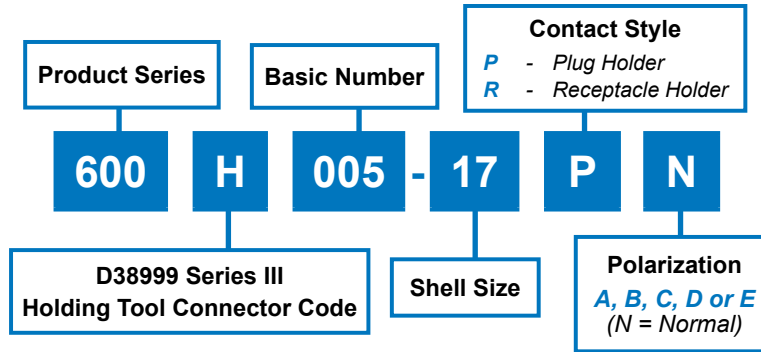 Contact Style
P - Plug Holder
R - Receptacle Holder
Product Series
Basic Number
600 H 005 - 17 P N
D38999 Series III
Holding Tool Connector Code
Shell Size
Polarization
A, B, C, D or E
(N = Normal)